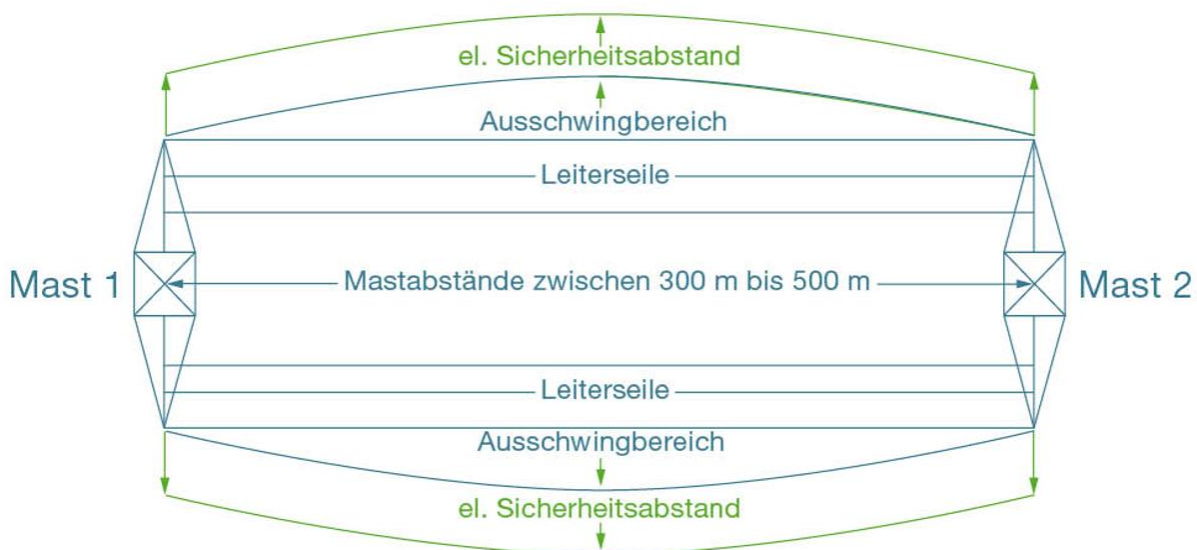 el. Sicherheitsabstand
Ausschwingbereich
Leiterseile
Mast 1
Mastabstände zwischen 300 m bis 500 m
Mast 2
Leiterseile
Ausschwingbereich
el. Sicherheitsabstand